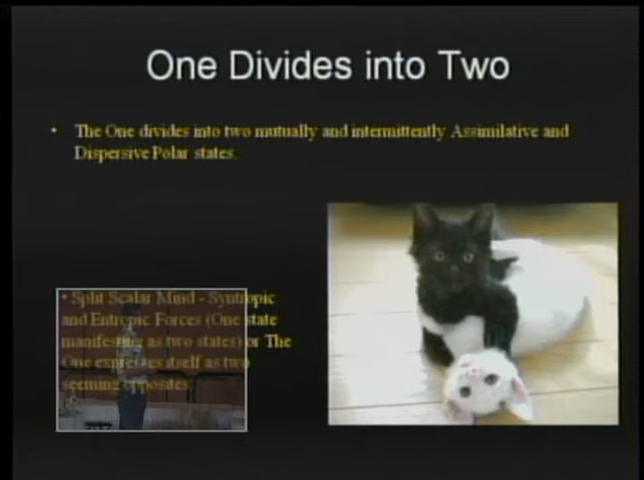 One Divides into Two
• The One divides into two mutually and intermittently Assimilative and
Dispersive Polar states.
• Split Scalar Mind - Syntropic
and Entropic Forces (One state
manifesting as two states) or The
One expresses itself as two
seeming opposites.